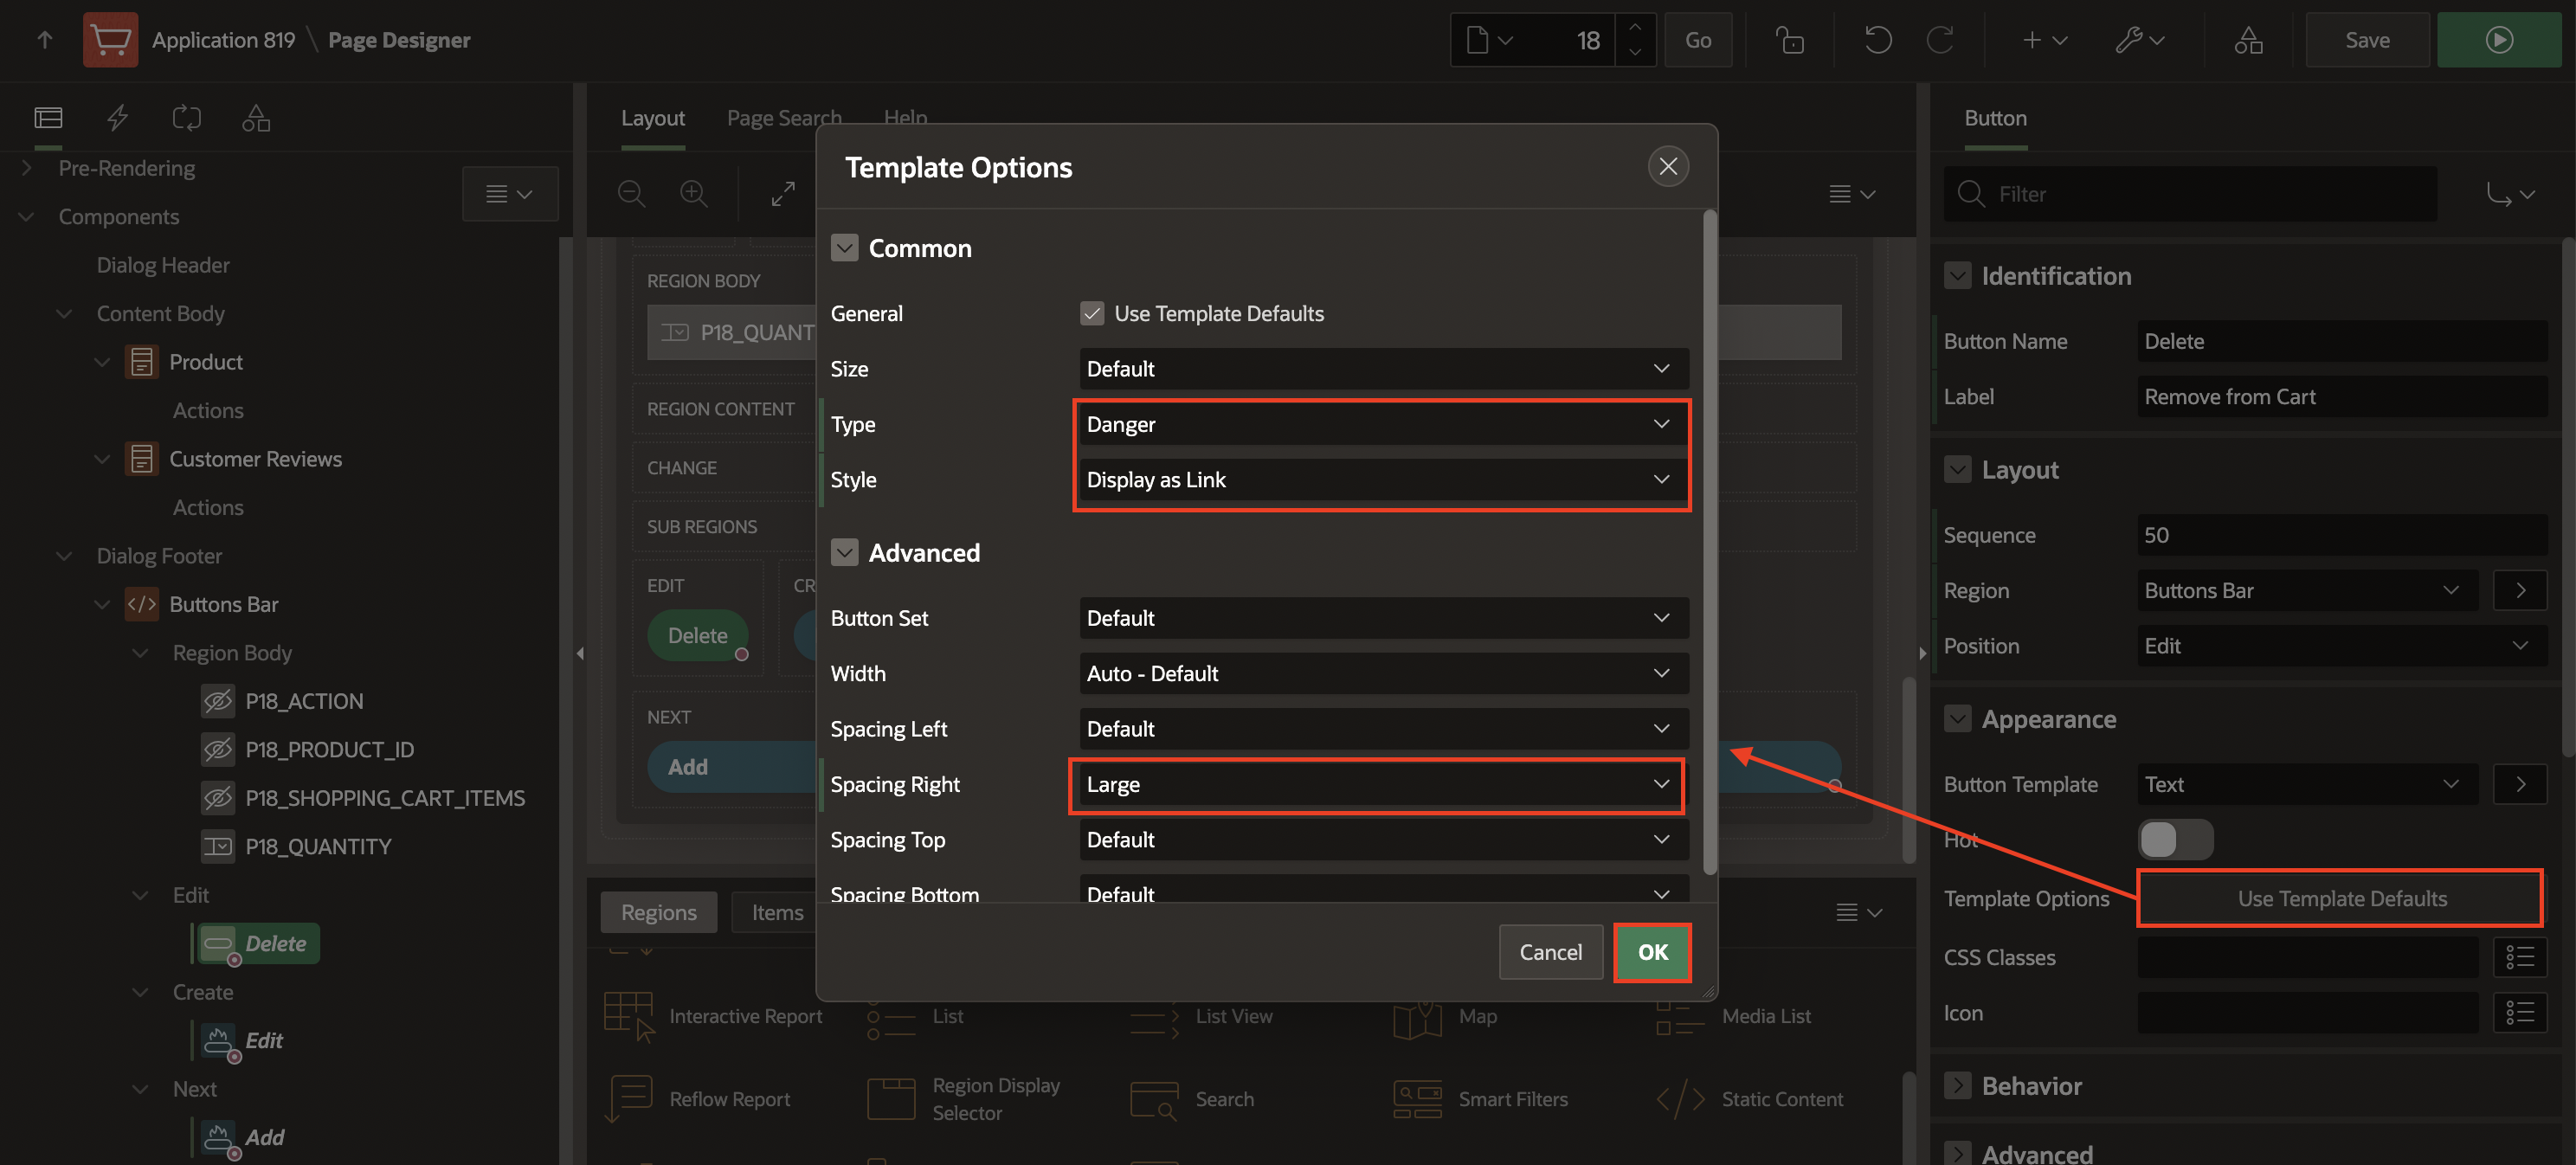 Application 819 \ Page Designer
18
Go
Save
Pre-Rendering
Components
Dialog Header
Content Body
Product
Actions
Customer Reviews
Actions
Dialog Footer
Buttons Bar
Region Body
P18_ACTION
P18_PRODUCT_ID
P18_SHOPPING_CART_ITEMS
P18_QUANTITY
Edit
Delete
Create
Edit
Next
Add
Layout
Page Search
Help
REGION BODY
P18_QUANT
REGION CONTENT
CHANGE
SUB REGIONS
EDIT
CR
Delete
NEXT
Add
Regions
Items
Interactive Report
List
List View
Map
Media List
Reflow Report
Region Display
Selector
Search
Smart Filters
Static Content
Template Options
Common
General
Use Template Defaults
Size
Default
Type
Danger
Style
Display as Link
Advanced
Button Set
Default
Width
Auto - Default
Spacing Left
Default
Spacing Right
Large
Spacing Top
Default
Spacing Bottom
Default
Cancel
OK
Button
Filter
Identification
Button Name
Delete
Label
Remove from Cart
Layout
Sequence
50
Region
Buttons Bar
Position
Edit
Appearance
Button Template
Text
Hot
Template Options
Use Template Defaults
CSS Classes
Icon
Behavior
Advanced